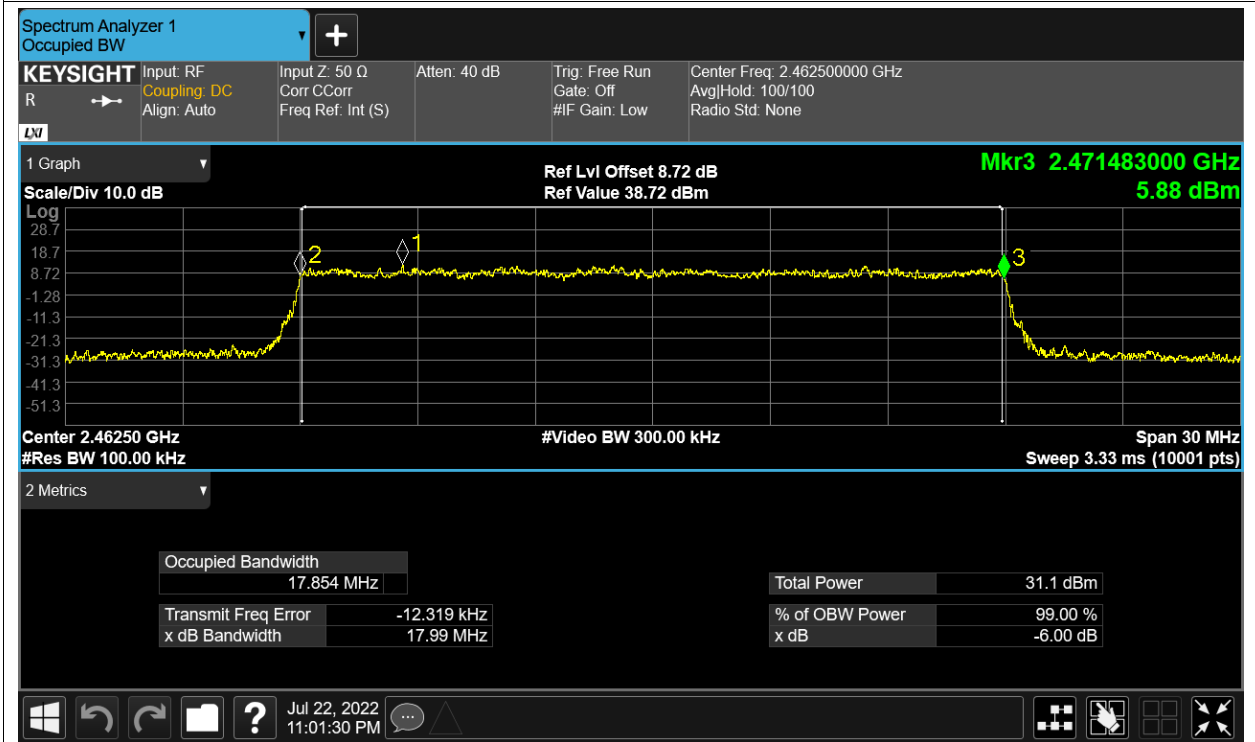 Spectrum Analyzer 1
Occupied BW
▼
+
KEYSIGHT
R
LXI
Input: RF
Coupling: DC
Align: Auto
Input Z: 50 Ω
Corr CCorr
Freq Ref: Int (S)
Atten: 40 dB
Trig: Free Run
Gate: Off
#IF Gain: Low
Center Freq: 2.462500000 GHz
Avg|Hold: 100/100
Radio Std: None
1 Graph ▼
Scale/Div 10.0 dB
Ref Lvl Offset 8.72 dB
Ref Value 38.72 dBm
Mkr3 2.471483000 GHz
5.88 dBm
Log
28.7
18.7
8.72
-1.28
-11.3
-21.3
-31.3
-41.3
-51.3
2
1
3
Center 2.46250 GHz
#Res BW 100.00 kHz
#Video BW 300.00 kHz
Span 30 MHz
Sweep 3.33 ms (10001 pts)
2 Metrics ▼
Occupied Bandwidth
17.854 MHz
Transmit Freq Error -12.319 kHz
x dB Bandwidth 17.99 MHz
Total Power 31.1 dBm
% of OBW Power 99.00 %
x dB -6.00 dB
?
Jul 22, 2022
11:01:30 PM